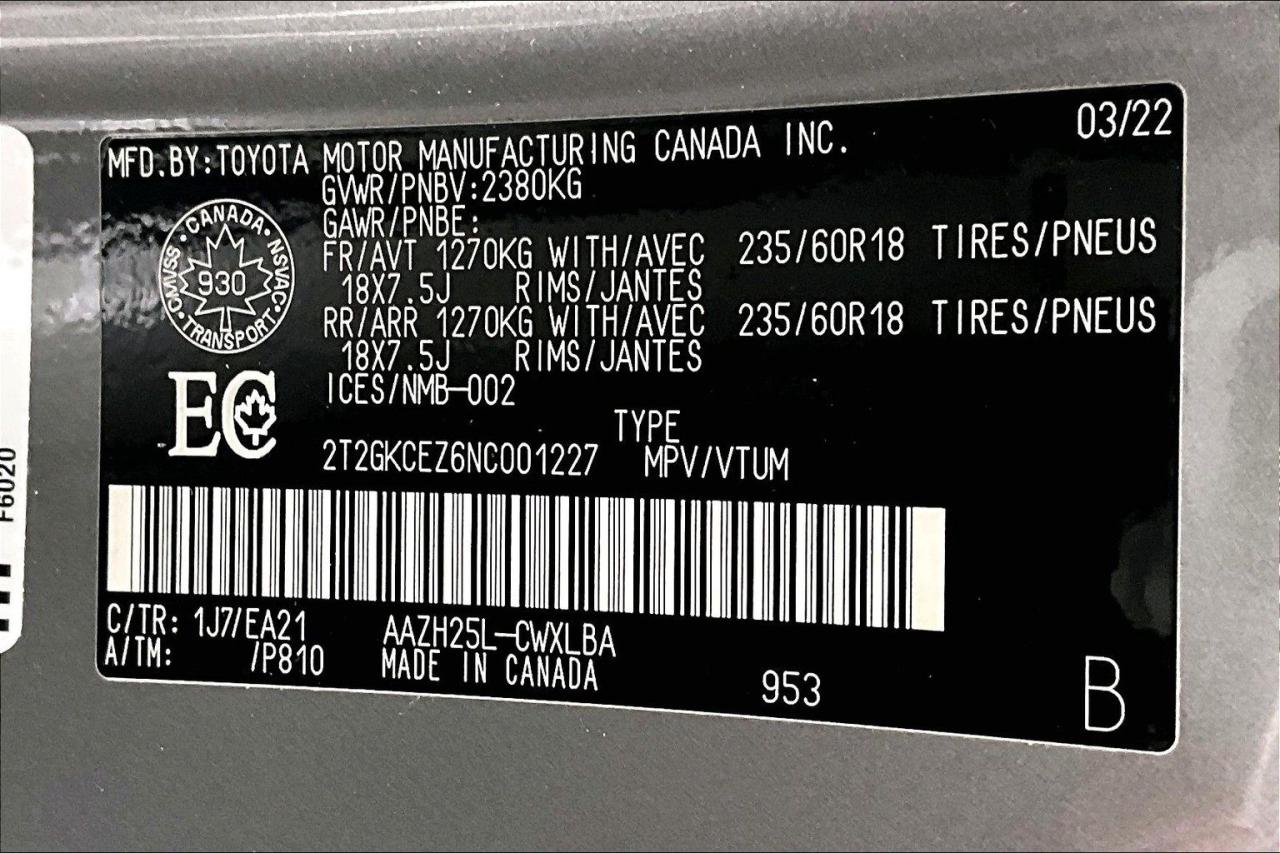 03/22
MFD.BY:TOYOTA MOTOR MANUFACTURING CANADA INC.
GVWR/PNBV:2380KG
GAWR/PNBE:
FR/AVT 1270KG WITH/AVEC 235/60R18 TIRES/PNEUS
18X7.5J RIMS/JANTES
RR/ARR 1270KG WITH/AVEC 235/60R18 TIRES/PNEUS
18X7.5J RIMS/JANTES
ICES/NMB-002
CANADA
CMVSS 930 NSVAC
TRANSPORT
EC
TYPE
2T2GKCEZ6NC001227 MPV/VTUM
C/TR: 1J7/EA21 AAZH25L-CWXLBA
A/TM: /P810 MADE IN CANADA
953
B
F6020